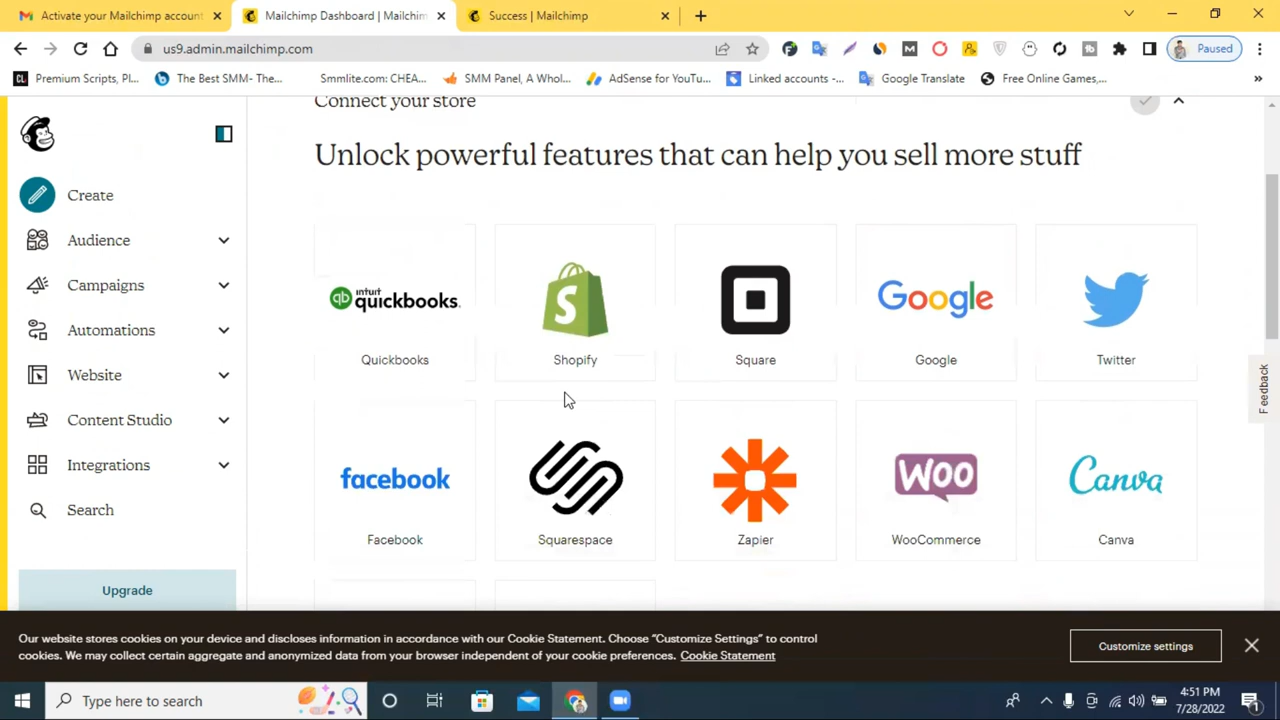 Activate your Mailchimp account
Mailchimp Dashboard | Mailchim
Success | Mailchimp
us9.admin.mailchimp.com
Paused
CL
Premium Scripts, Pl...
The Best SMM- The...
Smmlite.com: CHEA...
SMM Panel, A Whol...
AdSense for YouTu...
Linked accounts -...
Google Translate
Free Online Games,...
»
Connect your store
Unlock powerful features that can help you sell more stuff
Create
Audience
Campaigns
Automations
Website
Content Studio
Integrations
Search
Upgrade
qb intuit quickbooks.
S
Google
Quickbooks
Shopify
Square
Google
Twitter
facebook
WOO
Canva
Facebook
Squarespace
Zapier
WooCommerce
Canva
Feedback
Our website stores cookies on your device and discloses information in accordance with our Cookie Statement. Choose “Customize Settings” to control
cookies. We may collect certain aggregate and anonymized data from your browser independent of your cookie preferences. Cookie Statement
Customize settings
Type here to search
4:51 PM
7/28/2022
1